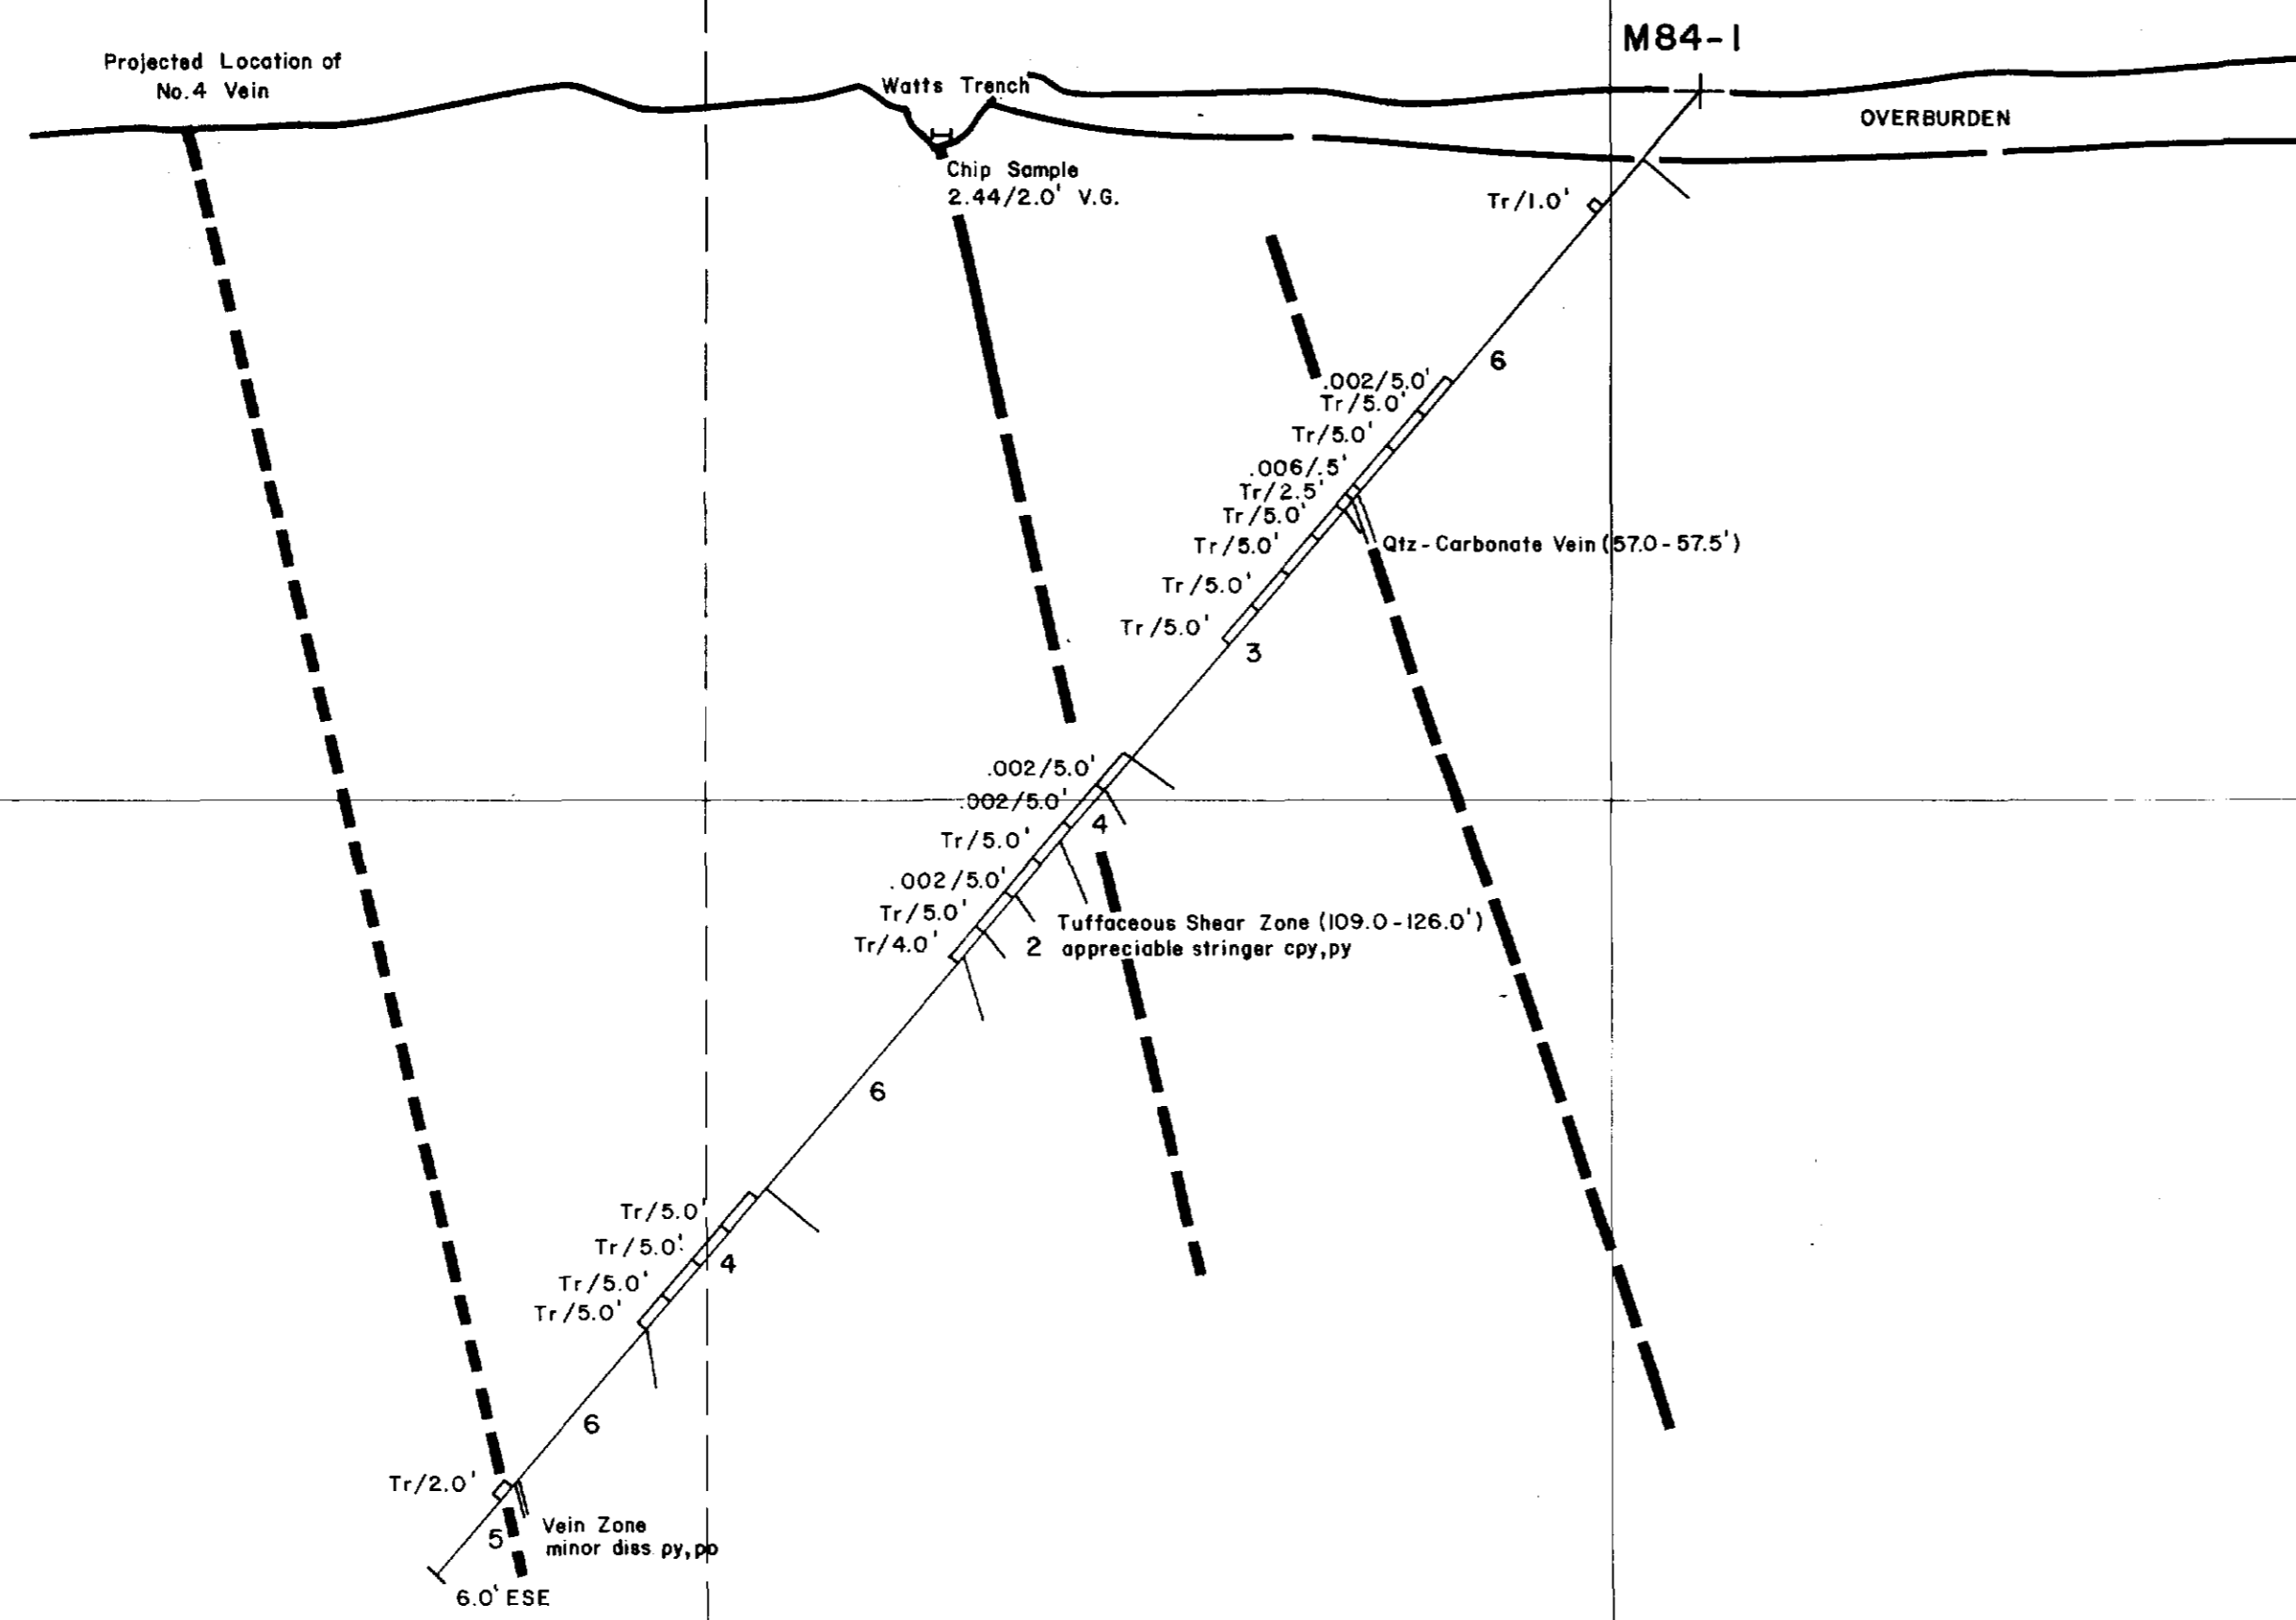 M84-1
Projected Location of
No.4 Vein
Watts Trench
OVERBURDEN
Chip Sample
2.44/2.0' V.G.
Tr/1.0'
6
.002/5.0'
Tr/5.0'
Tr/5.0'
.006/.5'
Tr/2.5'
Tr/5.0'
Qtz-Carbonate Vein (57.0-57.5')
Tr/5.0'
Tr/5.0'
Tr/5.0'
3
.002/5.0'
.002/5.0'
4
Tr/5.0'
.002/5.0'
Tr/5.0'
Tuffaceous Shear Zone (109.0-126.0')
Tr/4.0'
2 appreciable stringer cpy,py
6
Tr/5.0'
Tr/5.0'
4
Tr/5.0'
Tr/5.0'
6
Tr/2.0'
Vein Zone
5
minor diss py,po
6.0' ESE